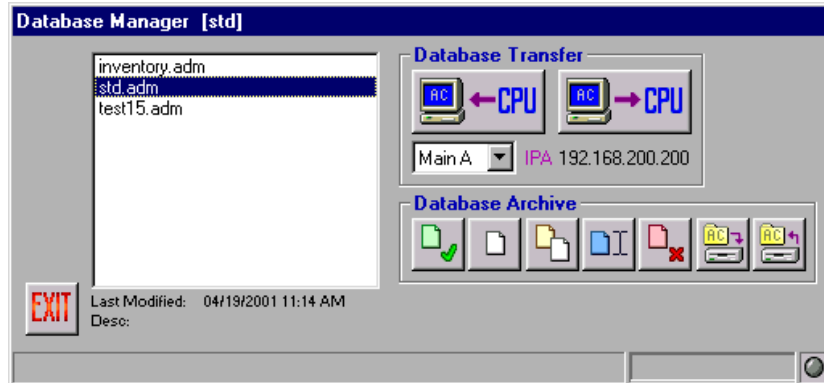 Database Manager [std]
inventory.adm
std.adm
test15.adm
Database Transfer
AC ←CPU
AC →CPU
Main A
IPA 192.168.200.200
Database Archive
AC
AC
EXIT
Last Modified: 04/19/2001 11:14 AM
Desc: